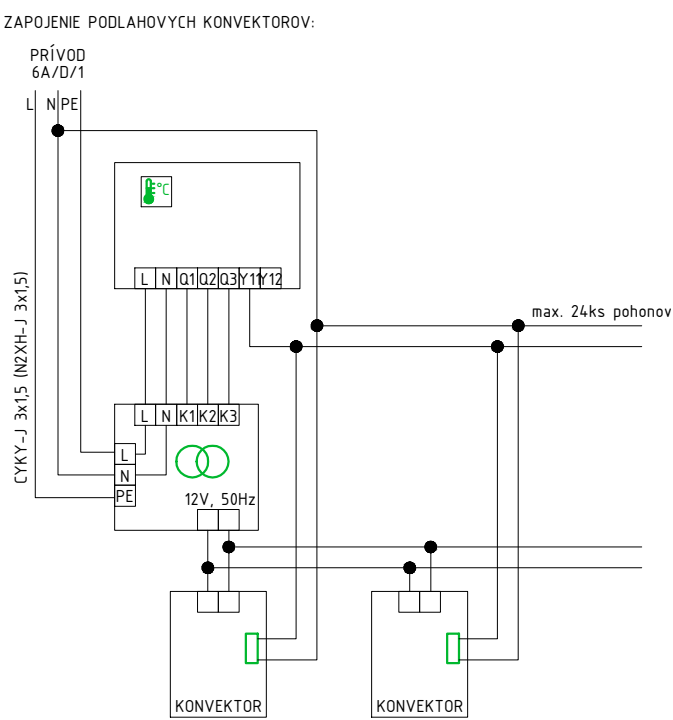 ZAPOJENIE PODLAHOVYCH KONVEKTOROV:
PRÍVOD
6A/D/1
L N PE
°C
L N Q1 Q2 Q3 Y11 Y12
max. 24ks pohonov
CYKY-J 3x1,5 (N2XH-J 3x1,5)
L N K1 K2 K3
L
N
PE
12V, 50Hz
KONVEKTOR KONVEKTOR